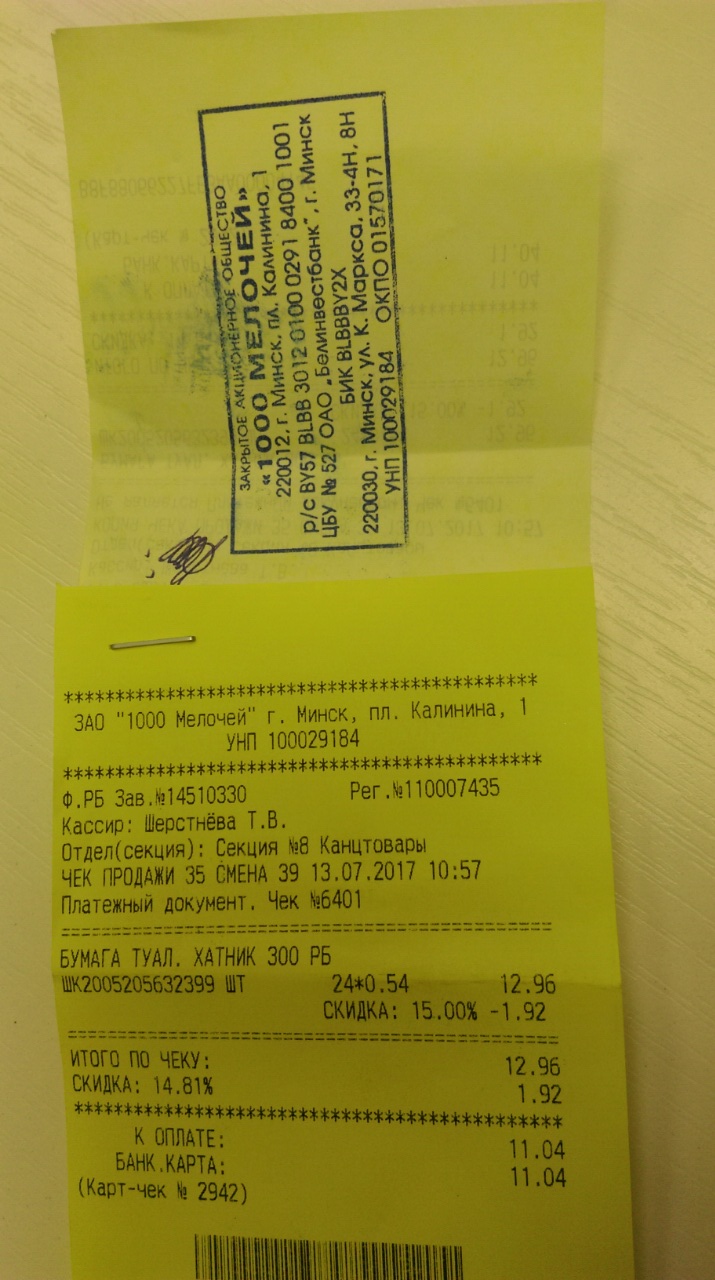 ЗАКРЫТОЕ АКЦИОНЕРНОЕ ОБЩЕСТВО
«1000 МЕЛОЧЕЙ»
220012, г. Минск, пл. Калинина, 1
р/с BY57 BLBB 3012 0100 0291 8400 1001
ЦБУ № 527 ОАО „Белинвестбанк", г. Минск
БИК BLBBBY2X
220030, г. Минск, ул. К. Маркса, 33-4Н, 8Н
УНП 100029184 ОКПО 01570171
**********************************************
ЗАО "1000 Мелочей" г. Минск, пл. Калинина, 1
УНП 100029184
**********************************************
Ф.РБ Зав.№14510330 Рег.№110007435
Кассир: Шерстнёва Т.В.
Отдел(секция): Секция №8 Канцтовары
ЧЕК ПРОДАЖИ 35 СМЕНА 39 13.07.2017 10:57
Платежный документ. Чек №6401
==============================================
БУМАГА ТУАЛ. ХАТНИК 300 РБ
ШК2005205632399 ШТ 24*0.54 12.96
СКИДКА: 15.00% -1.92
==============================================
ИТОГО ПО ЧЕКУ: 12.96
СКИДКА: 14.81% 1.92
**********************************************
К ОПЛАТЕ: 11.04
БАНК.КАРТА: 11.04
(Карт-чек № 2942)